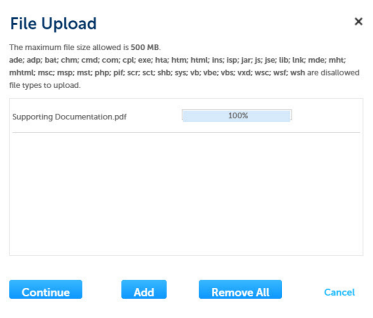 File Upload
×
The maximum file size allowed is 500 MB.
ade; adp; bat; chm; cmd; com; cpl; exe; hta; htm; html; ins; isp; jar; js; jse; lib; lnk; mde; mht;
mhtml; msc; msp; mst; php; pif; scr; sct; shb; sys; vb; vbe; vbs; vxd; wsc; wsf; wsh are disallowed
file types to upload.
Supporting Documentation.pdf 100%
Continue Add Remove All Cancel